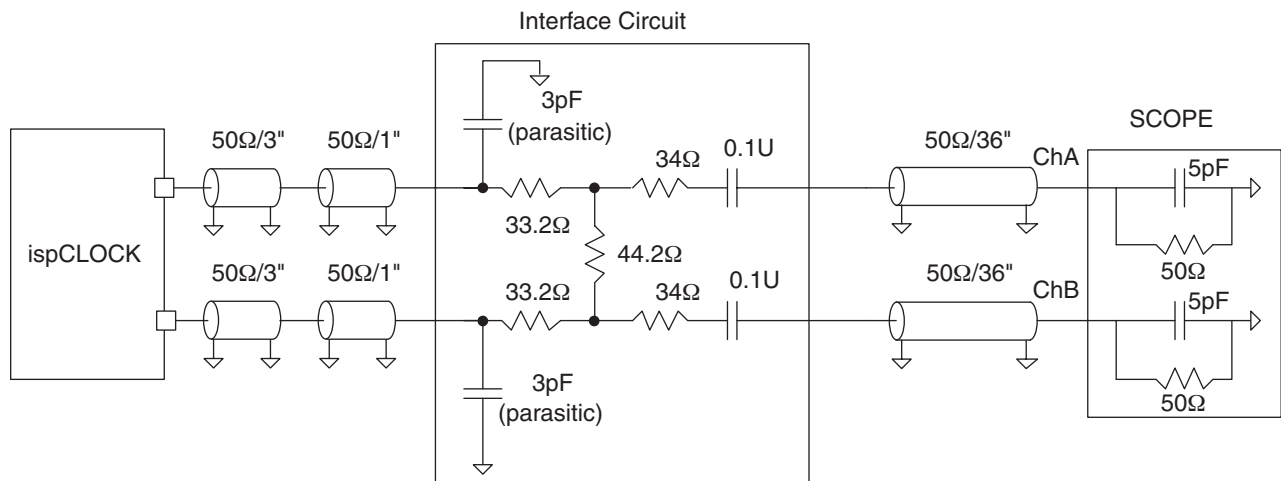 Interface Circuit
3pF
(parasitic)
SCOPE
50Ω/3"
50Ω/1"
50Ω/36"
ChA
5pF
34Ω
0.1U
33.2Ω
50Ω
ispCLOCK
44.2Ω
50Ω/3"
50Ω/1"
33.2Ω
34Ω
0.1U
50Ω/36"
ChB
5pF
3pF
(parasitic)
50Ω